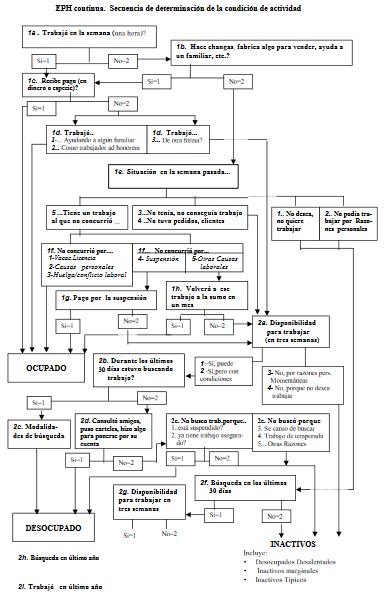 EPH continua. Secuencia de determinación de la condición de actividad
1a . Trabajó en la semana (una hora)?
1b. Hace changas, fabrica algo para vender, ayuda a
un familiar, etc.?
Si=1
No=2
1c. Recibe pago (en
dinero o especie)?
Si=1
No=2
Si=1
No=2
1d. Trabajó...
1-.. Ayudando a algún familiar
2.. Como trabajador ad honorem
1d. Trabajó...
3... De otra forma?
1e. Situación en la semana pasada...
5 ...Tiene un trabajo
al que no concurrió ...
3...No tenía, no conseguía trabajo
4 ..No tuvo pedidos, clientes
1.. No desea,
no quiere
trabajar
2.. No podía tra-
bajar por Razo-
nes personales
1f. No concurrió por....
1-Vacac.Licencia
2-Causas personales
3-Huelga/conflicto laboral
1f... No concurrió por...
4- Suspensión
5-Otras Causas
laborales
1g. Pago por la suspensión
1h. Volverá a ese
trabajo a la sumo en
un mes
Si=1
No=2
Si=1
No=2
2a. Disponibilidad
para trabajar
(en tres semanas)
OCUPADO
2b. Durante los últimos
30 días estuvo buscando
trabajo?
1-Si, puede
2 -Si,pero con
condiciones
3- No, por razones pers.
Momentáneas
4- No, porque no desea
trabajar
Si=1
No=2
2c. Modalida-
des de búsqueda
2d. Consultó amigos,
puso carteles, hizo algo
para ponerse por su
cuenta
2e. No busco trab.porque..
1..está suspendido?
2. ya tiene trabajo asegura-
do?
2e. No buscó porque
3. Se canso de buscar
4. Trabajo de temporada
5... Otras Razones
Si=1
No=2
Si=1
No=2
2g. Disponibilidad
para trabajar en
tres semanas
2f. Búsqueda en los últimos
30 días
Si=1
No=2
DESOCUPADO
Si=1
No=2
INACTIVOS
Incluye:
• Desocupados Desalentados
• Inactivos marginales
• Inactivos Típicos
2h. Búsqueda en último año
2i. Trabajó en último año